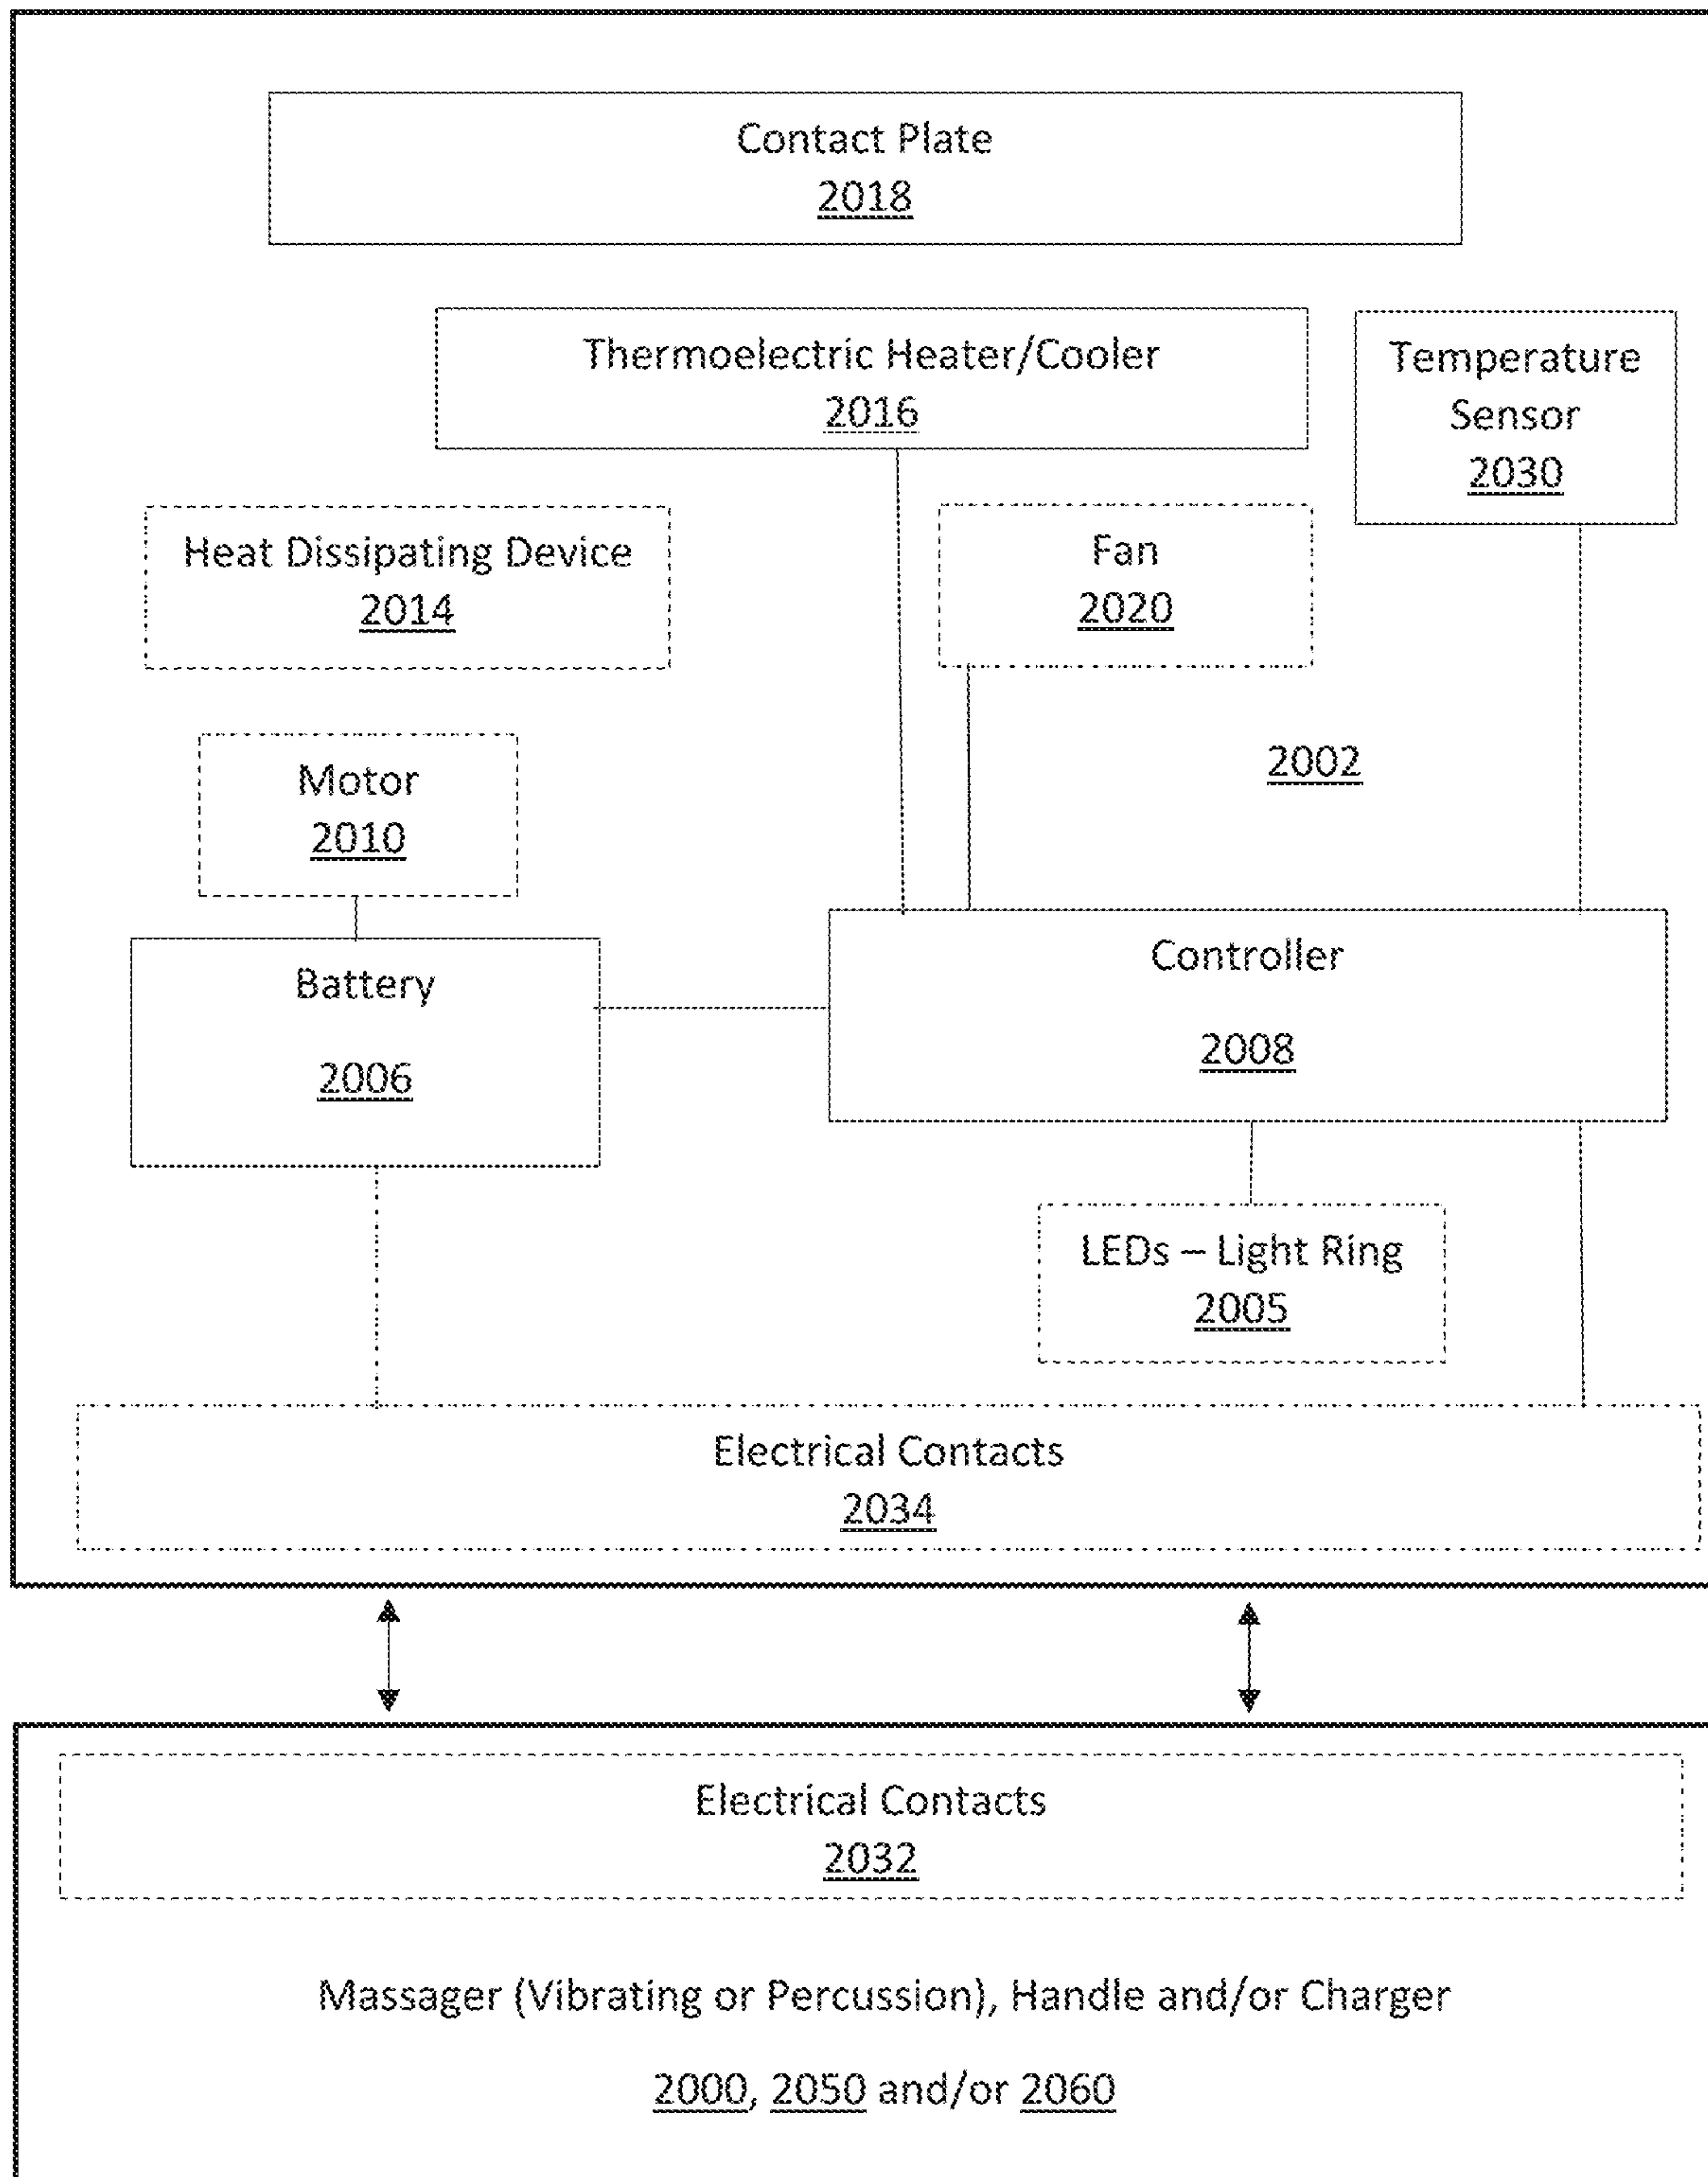 Contact Plate
2018
Thermoelectric Heater/Cooler
2016
Temperature
Sensor
2030
Heat Dissipating Device
2014
Fan
2020
Motor
2010
2002
Battery
2006
Controller
2008
LEDs – Light Ring
2005
Electrical Contacts
2034
Electrical Contacts
2032
Massager (Vibrating or Percussion), Handle and/or Charger
2000, 2050 and/or 2060